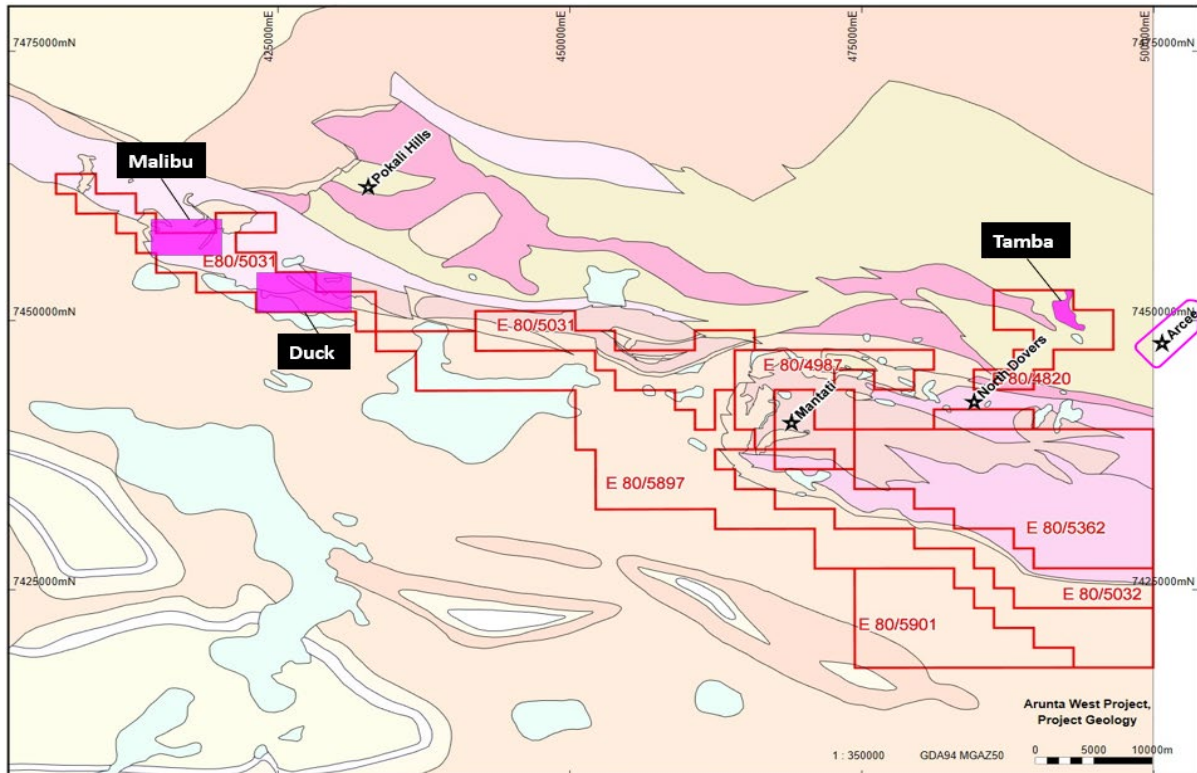 425000mE
450000mE
475000mE
500000mE
7475000mN
7475000mN
Malibu
Pokali Hills
Tamba
E80/5031
7450000mN
7450000mN
Duck
E 80/5031
Arcee
E 80/4987
80/4820
North Dovers
Mantati
E 80/5897
E 80/5362
7425000mN
7425000mN
E 80/5032
E 80/5901
Arunta West Project,
Project Geology
1 : 350000 GDA94 MGAZ50
0 5000 10000m